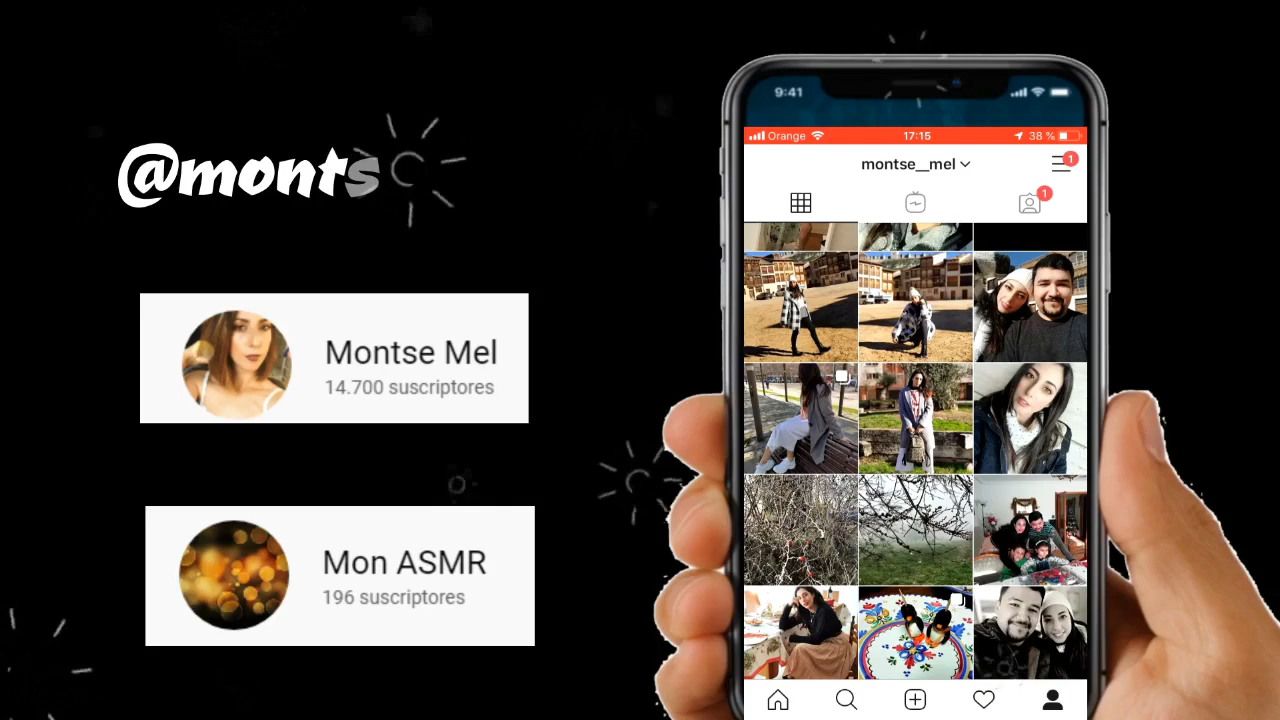 @monts
Montse Mel
14.700 suscriptores
Mon ASMR
196 suscriptores
9:41
Orange 17:15 38 %
montse__mel
1
1